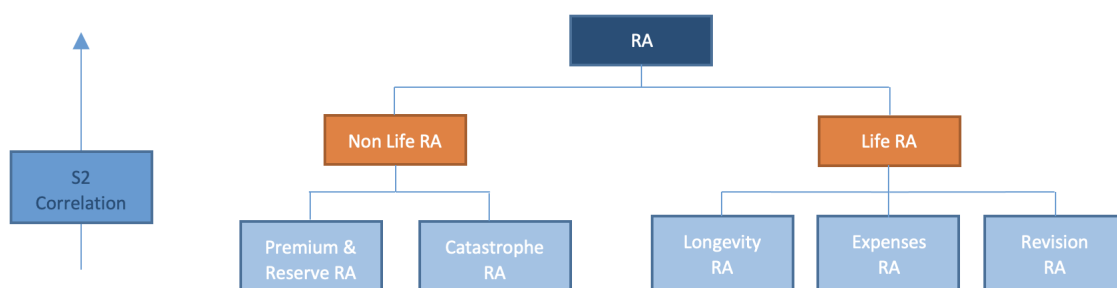 RA
Non Life RA
Life RA
S2
Correlation
Premium &
Reserve RA
Catastrophe
RA
Longevity
RA
Expenses
RA
Revision
RA